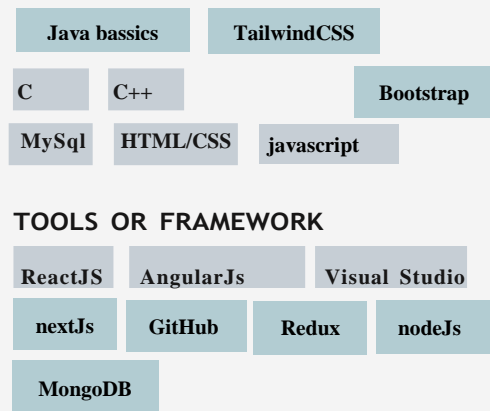 Java bassics TailwindCSS
C C++ Bootstrap
MySql HTML/CSS javascript
TOOLS OR FRAMEWORK
ReactJS AngularJs Visual Studio
nextJs GitHub Redux nodeJs
MongoDB